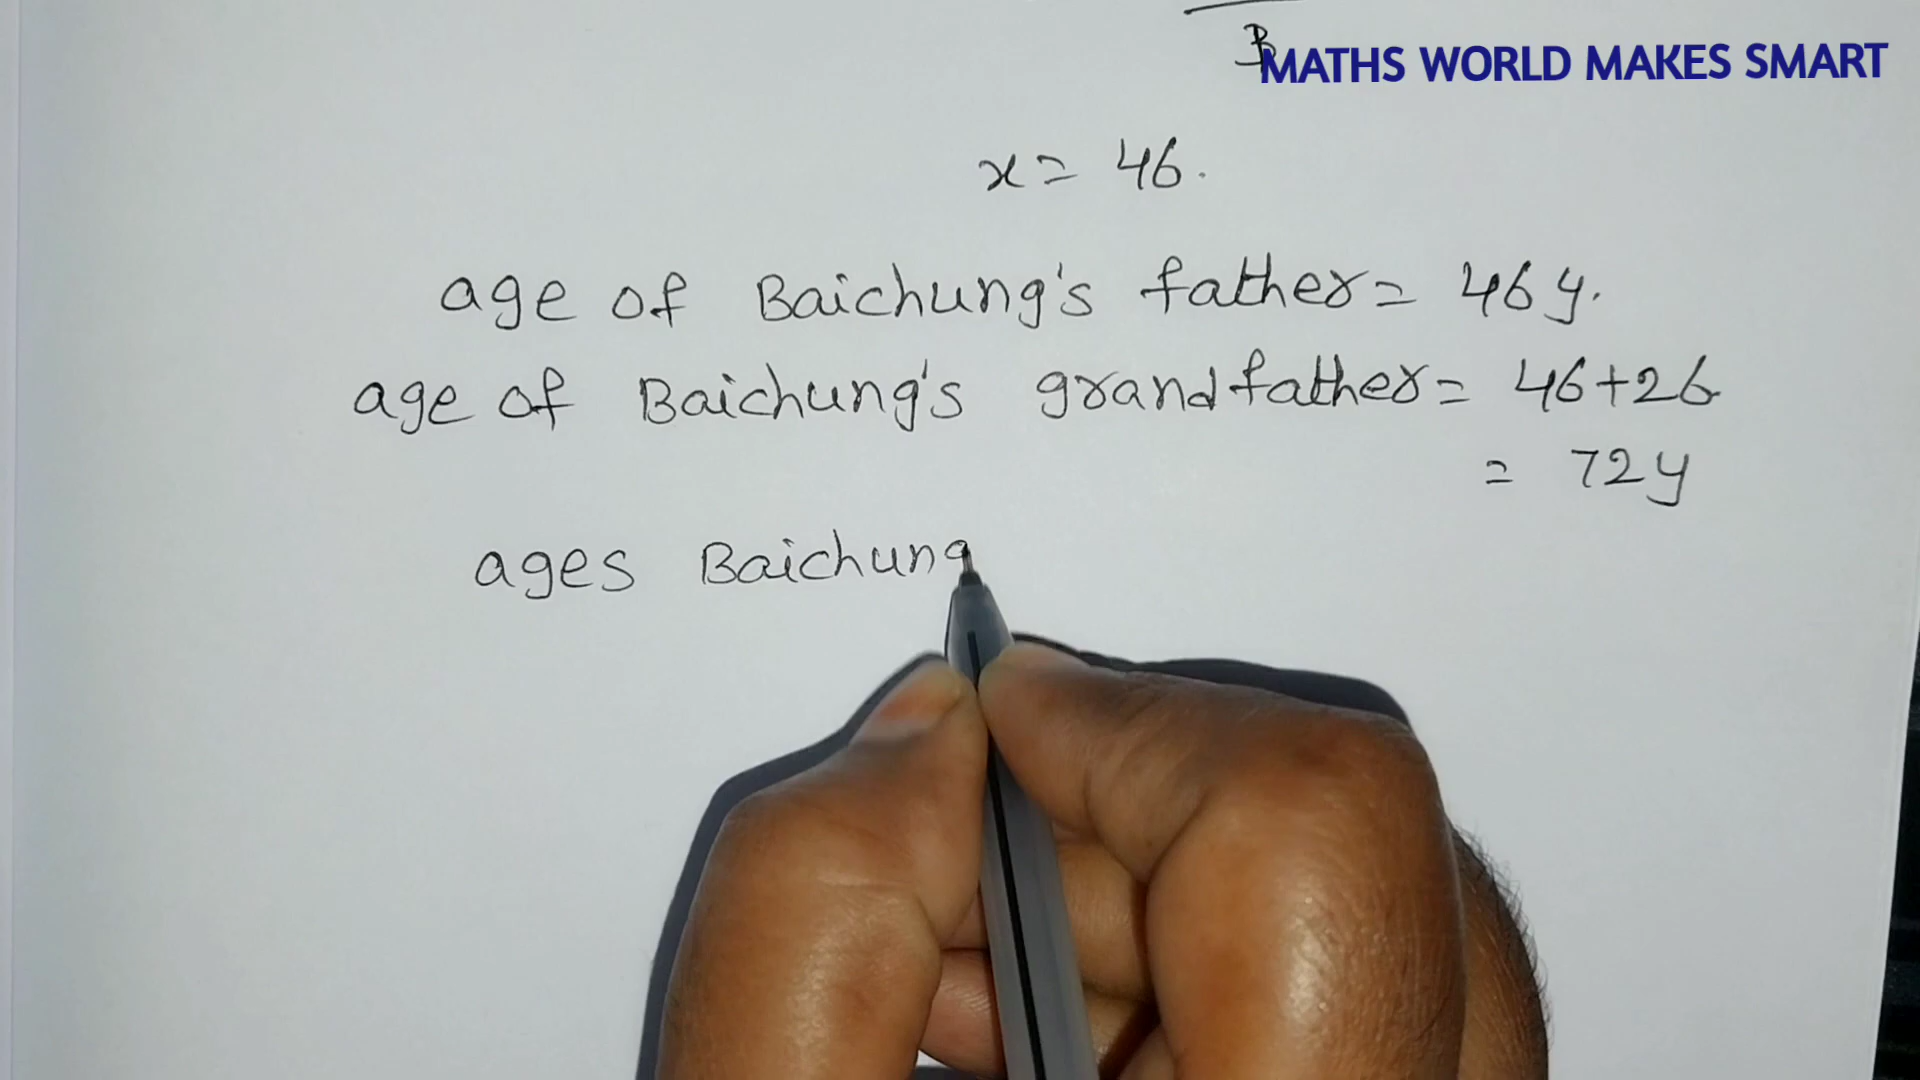 3
MATHS WORLD MAKES SMART
x = 46.
age of Baichung's father = 46y.
age of Baichung's grandfather = 46+26
= 72y
ages Baichung